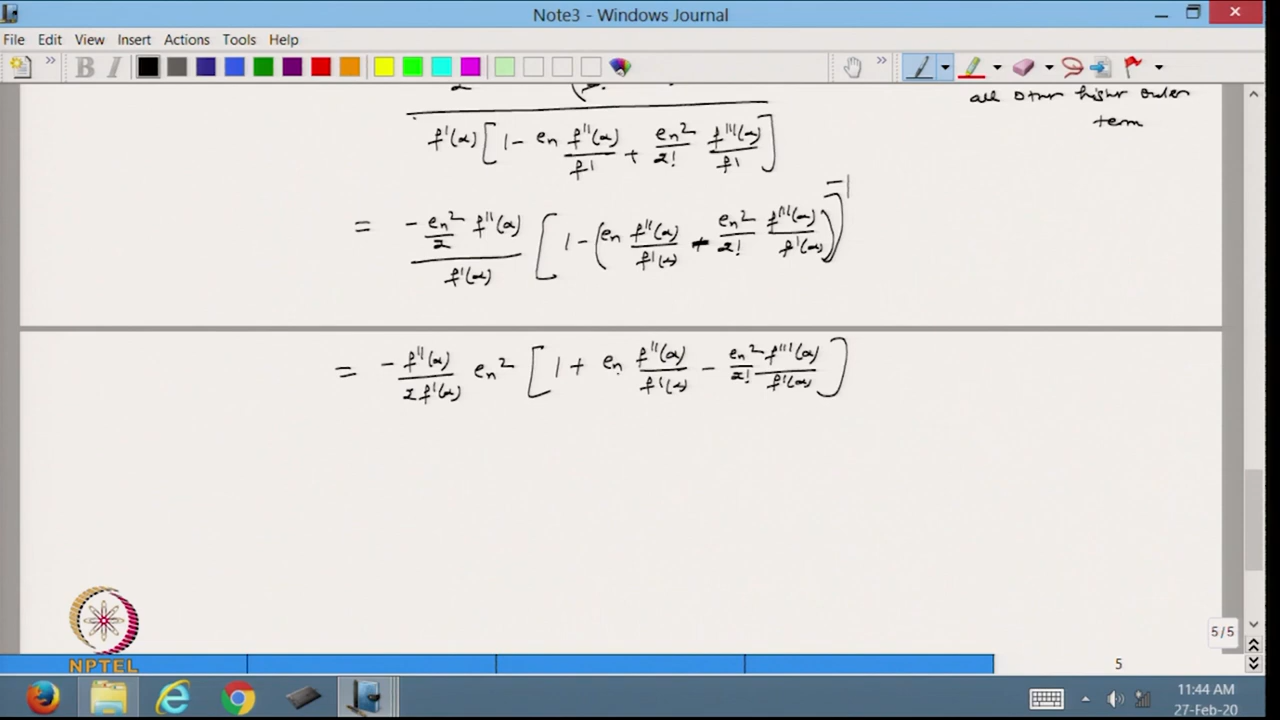 Note3 - Windows Journal
File Edit View Insert Actions Tools Help
all other higher order
term
f'(α) [ 1 - en f''(α)/f' + en²/2! f'''(α)/f' ]
= - en²/2 f''(α) / f'(α) [ 1 - ( en f''(α)/f'(α) - en²/2! f'''(α)/f'(α) ) ]⁻¹
= - f''(α)/2f'(α) en² [ 1 + en f''(α)/f'(α) - en²/2! f'''(α)/f'(α) ]
5/5
NPTEL
5
11:44 AM
27-Feb-20